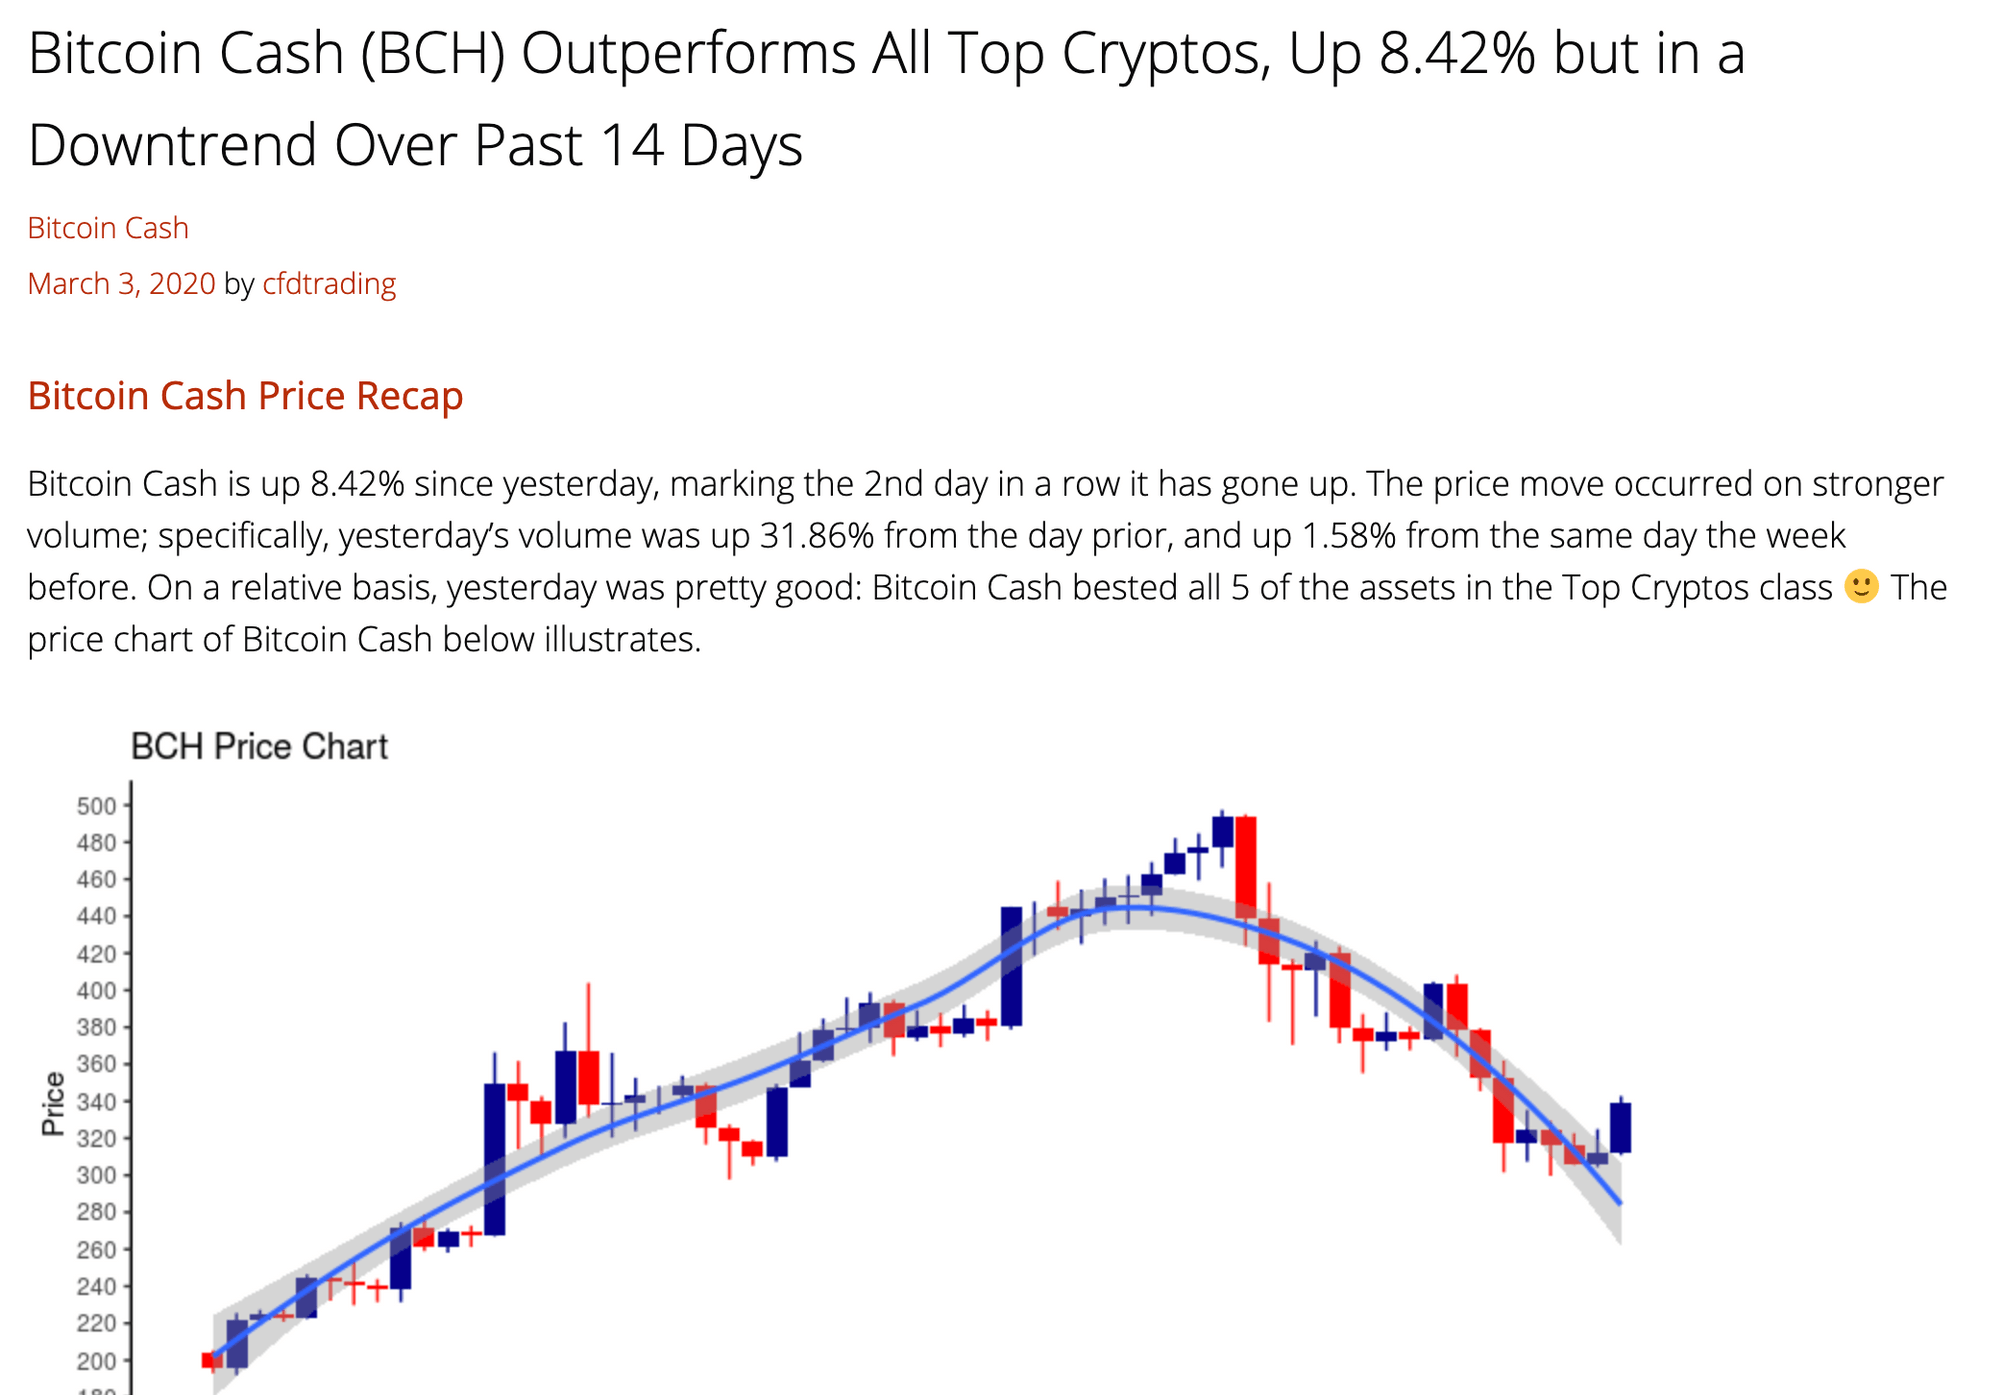 Bitcoin Cash (BCH) Outperforms All Top Cryptos, Up 8.42% but in a
Downtrend Over Past 14 Days
Bitcoin Cash
March 3, 2020 by cfdtrading
Bitcoin Cash Price Recap
Bitcoin Cash is up 8.42% since yesterday, marking the 2nd day in a row it has gone up. The price move occurred on stronger
volume; specifically, yesterday’s volume was up 31.86% from the day prior, and up 1.58% from the same day the week
before. On a relative basis, yesterday was pretty good: Bitcoin Cash bested all 5 of the assets in the Top Cryptos class 🙂 The
price chart of Bitcoin Cash below illustrates.
BCH Price Chart
500
480
460
440
420
400
380
360
340
320
300
280
260
240
220
200
180
Price